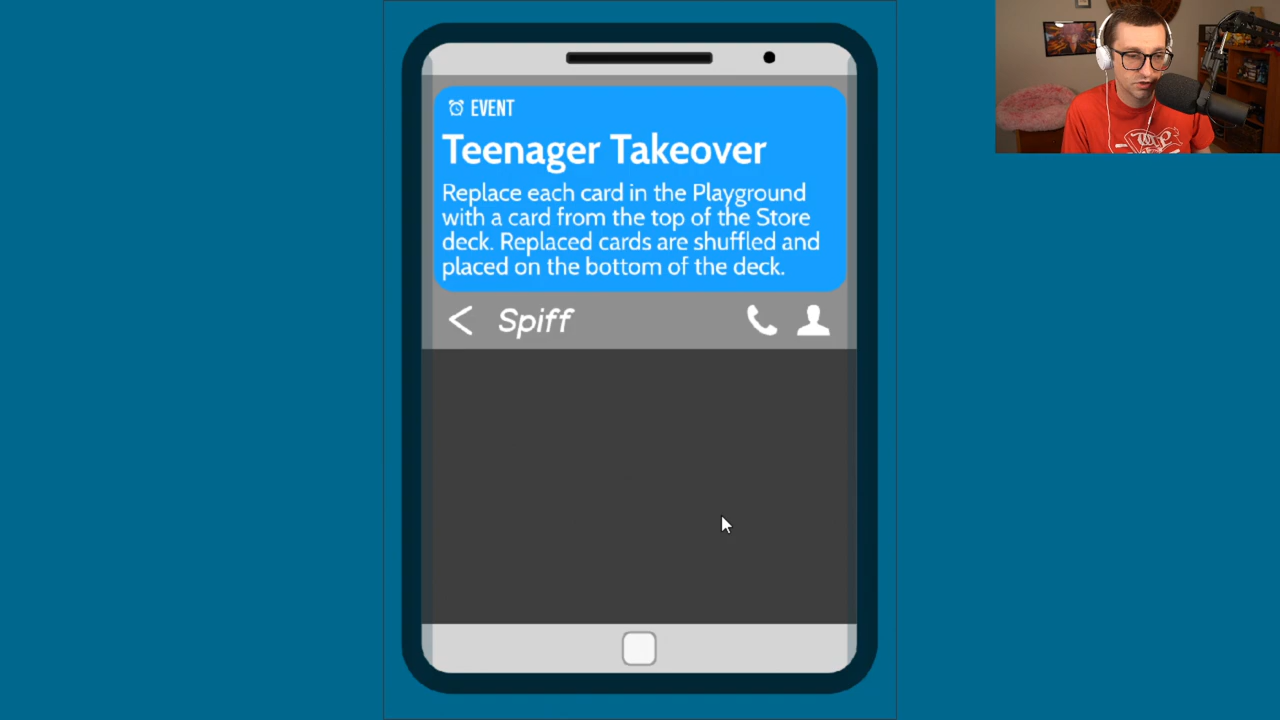 EVENT
Teenager Takeover
Replace each card in the Playground
with a card from the top of the Store
deck. Replaced cards are shuffled and
placed on the bottom of the deck.
Spiff